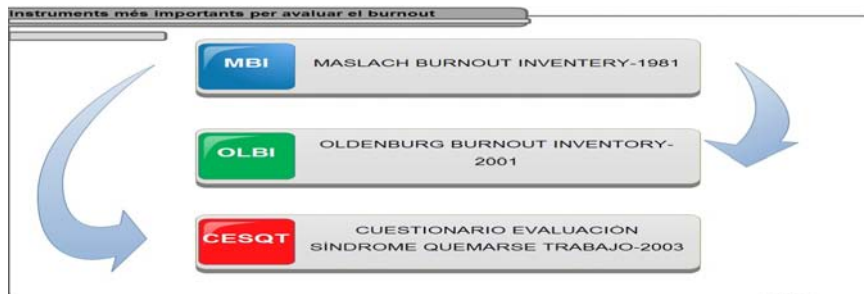 Instruments més importants per avaluar el burnout
MBI
MASLACH BURNOUT INVENTERY-1981
OLBI
OLDENBURG BURNOUT INVENTORY-
2001
CESQT
CUESTIONARIO EVALUACIÓN
SÍNDROME QUEMARSE TRABAJO-2003